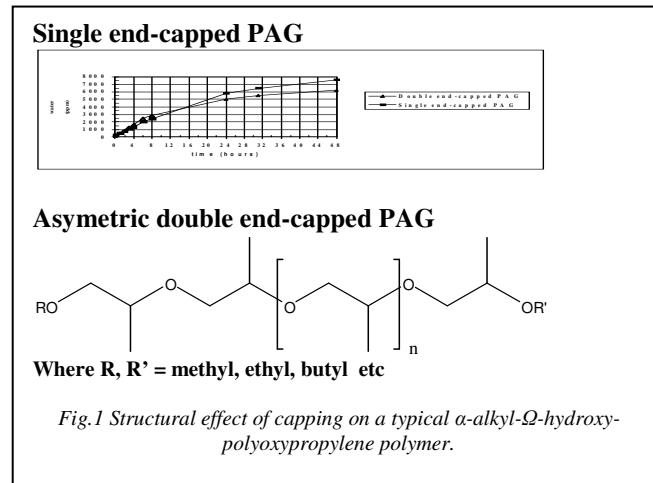 Single end-capped PAG
water
(ppm)
8000
7000
6000
5000
4000
3000
2000
1000
0
0 4 8 12 16 20 24 28 32 36 40 44 48
time (hours)
Double end-capped PAG
Single end-capped PAG
Asymetric double end-capped PAG
RO O O O OR'
n
Where R, R' = methyl, ethyl, butyl etc
Fig.1 Structural effect of capping on a typical α-alkyl-Ω-hydroxy-
polyoxypropylene polymer.